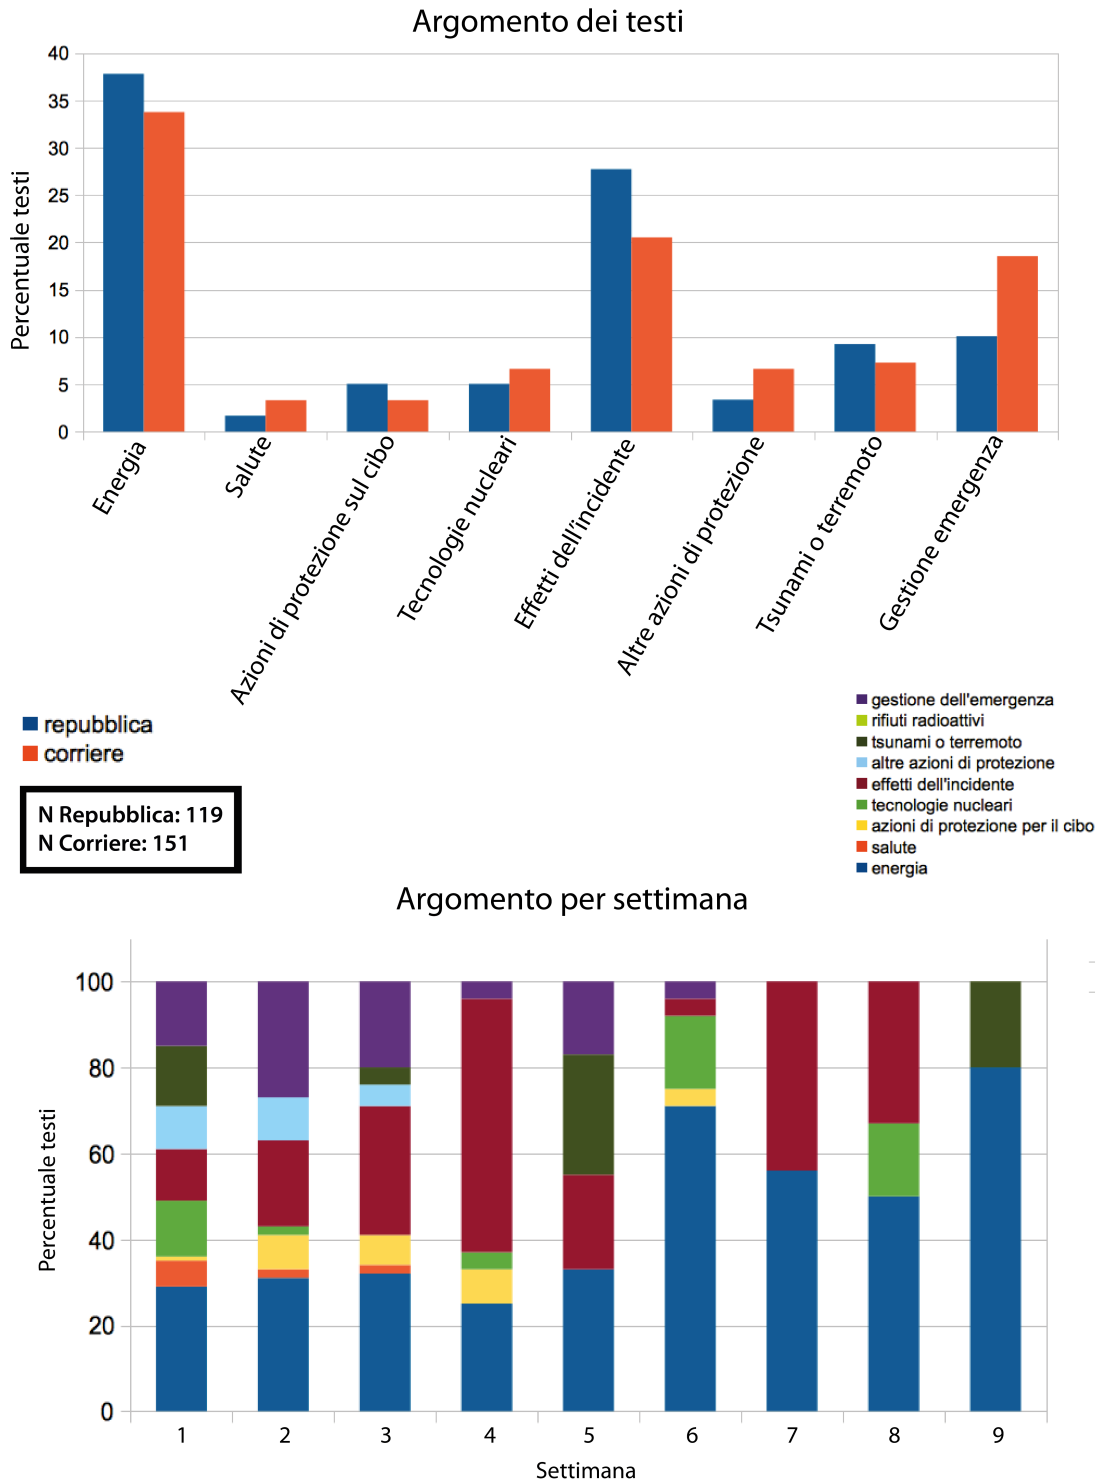 Argomento dei testi
Percentuale testi
40
35
30
25
20
15
10
5
0
Energia
Salute
Azioni di protezione sul cibo
Tecnologie nucleari
Effetti dell'incidente
Altre azioni di protezione
Tsunami o terremoto
Gestione emergenza
repubblica
corriere
N Repubblica: 119
N Corriere: 151
gestione dell'emergenza
rifiuti radioattivi
tsunami o terremoto
altre azioni di protezione
effetti dell'incidente
tecnologie nucleari
azioni di protezione per il cibo
salute
energia
Argomento per settimana
Percentuale testi
100
80
60
40
20
0
1 2 3 4 5 6 7 8 9
Settimana